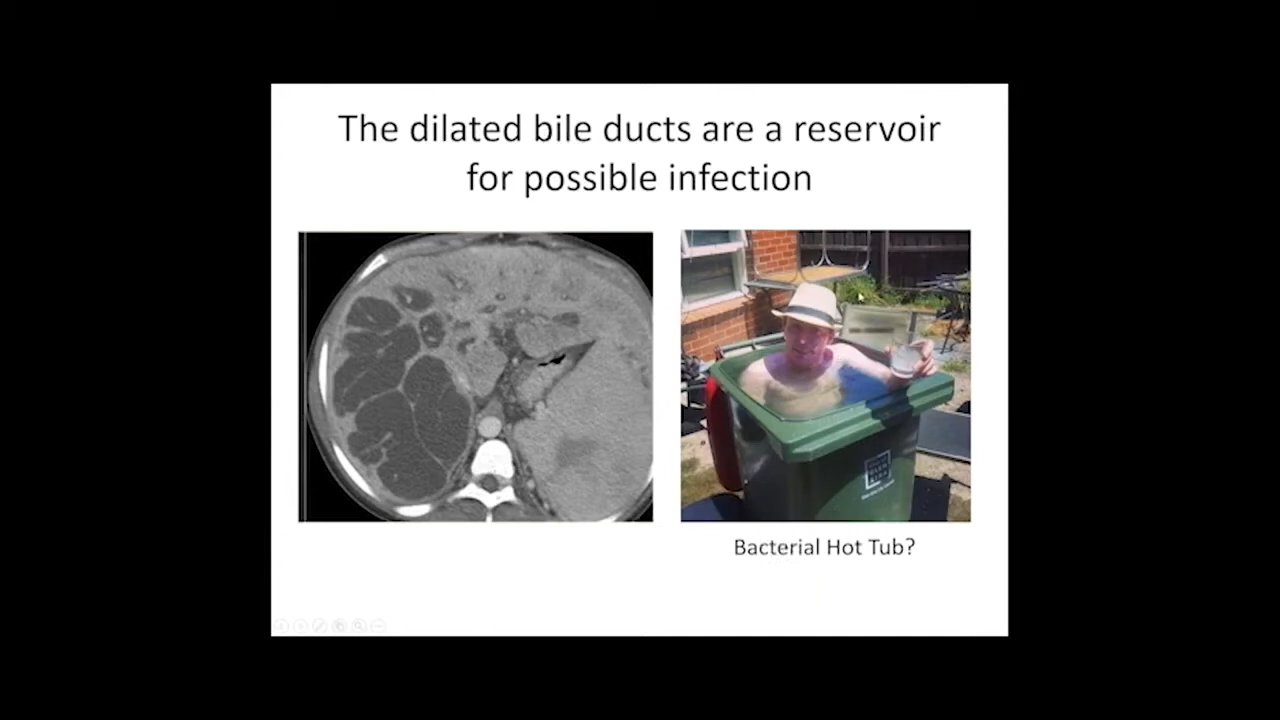 The dilated bile ducts are a reservoir
for possible infection
Bacterial Hot Tub?